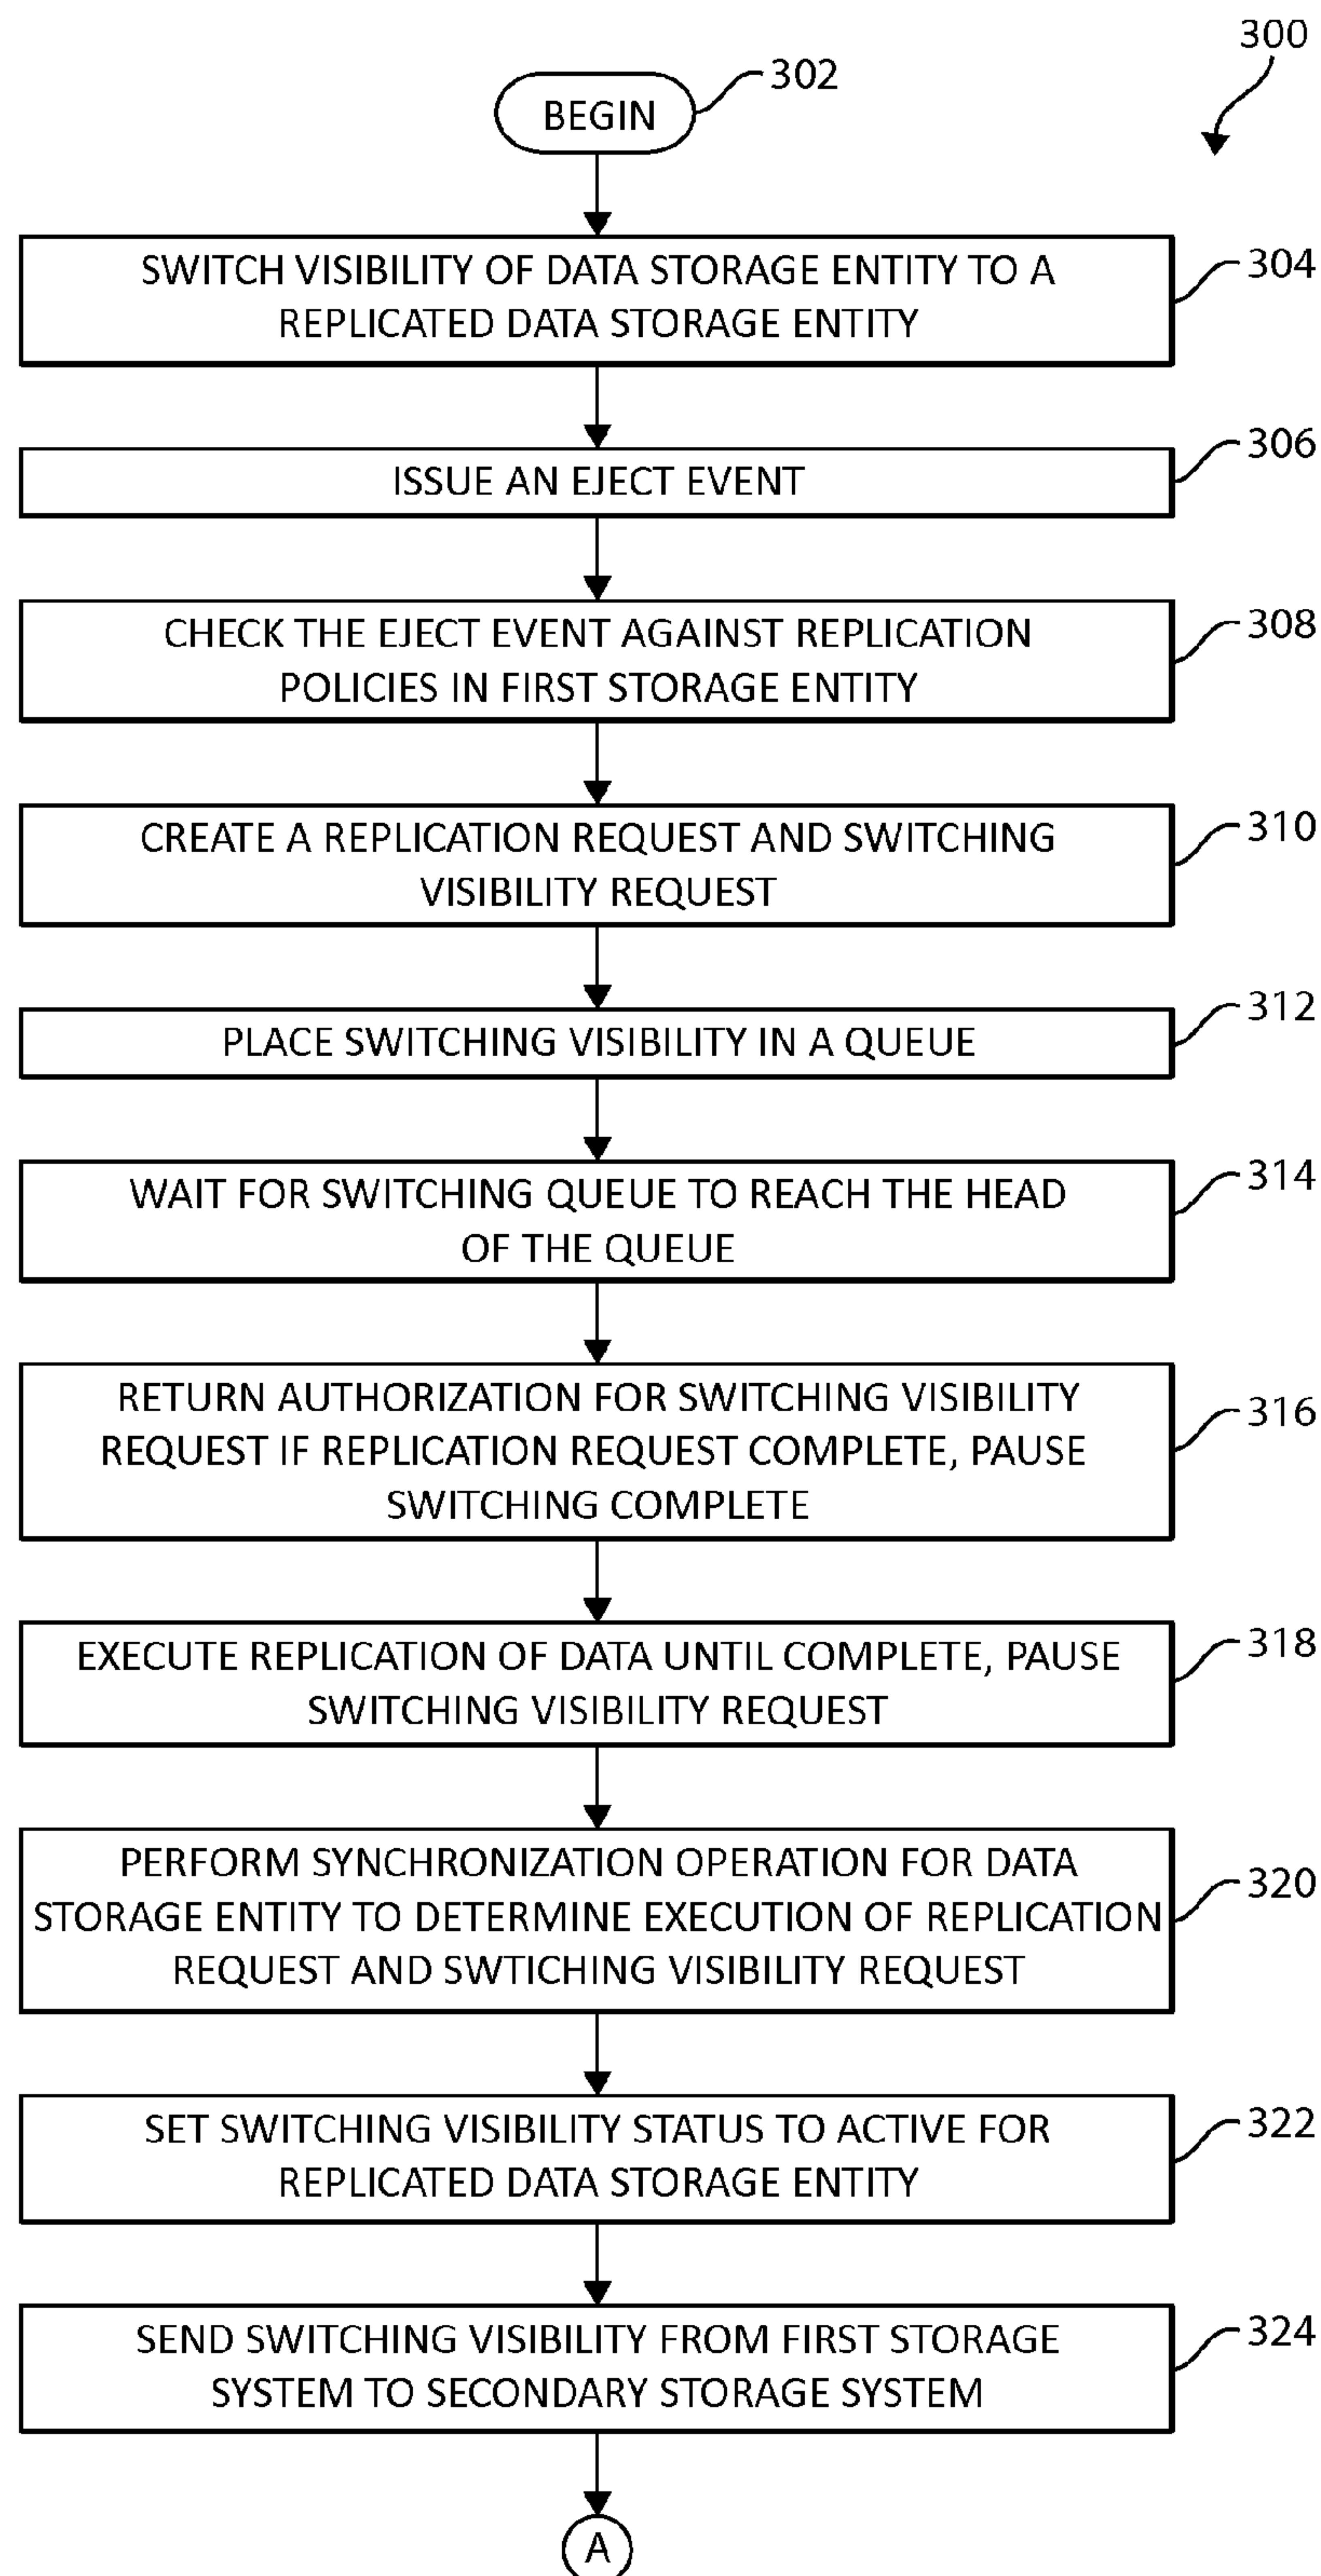 300
302
BEGIN
304
SWITCH VISIBILITY OF DATA STORAGE ENTITY TO A
REPLICATED DATA STORAGE ENTITY
306
ISSUE AN EJECT EVENT
308
CHECK THE EJECT EVENT AGAINST REPLICATION
POLICIES IN FIRST STORAGE ENTITY
310
CREATE A REPLICATION REQUEST AND SWITCHING
VISIBILITY REQUEST
312
PLACE SWITCHING VISIBILITY IN A QUEUE
314
WAIT FOR SWITCHING QUEUE TO REACH THE HEAD
OF THE QUEUE
316
RETURN AUTHORIZATION FOR SWITCHING VISIBILITY
REQUEST IF REPLICATION REQUEST COMPLETE, PAUSE
SWITCHING COMPLETE
318
EXECUTE REPLICATION OF DATA UNTIL COMPLETE, PAUSE
SWITCHING VISIBILITY REQUEST
320
PERFORM SYNCHRONIZATION OPERATION FOR DATA
STORAGE ENTITY TO DETERMINE EXECUTION OF REPLICATION
REQUEST AND SWTICHING VISIBILITY REQUEST
322
SET SWITCHING VISIBILITY STATUS TO ACTIVE FOR
REPLICATED DATA STORAGE ENTITY
324
SEND SWITCHING VISIBILITY FROM FIRST STORAGE
SYSTEM TO SECONDARY STORAGE SYSTEM
A